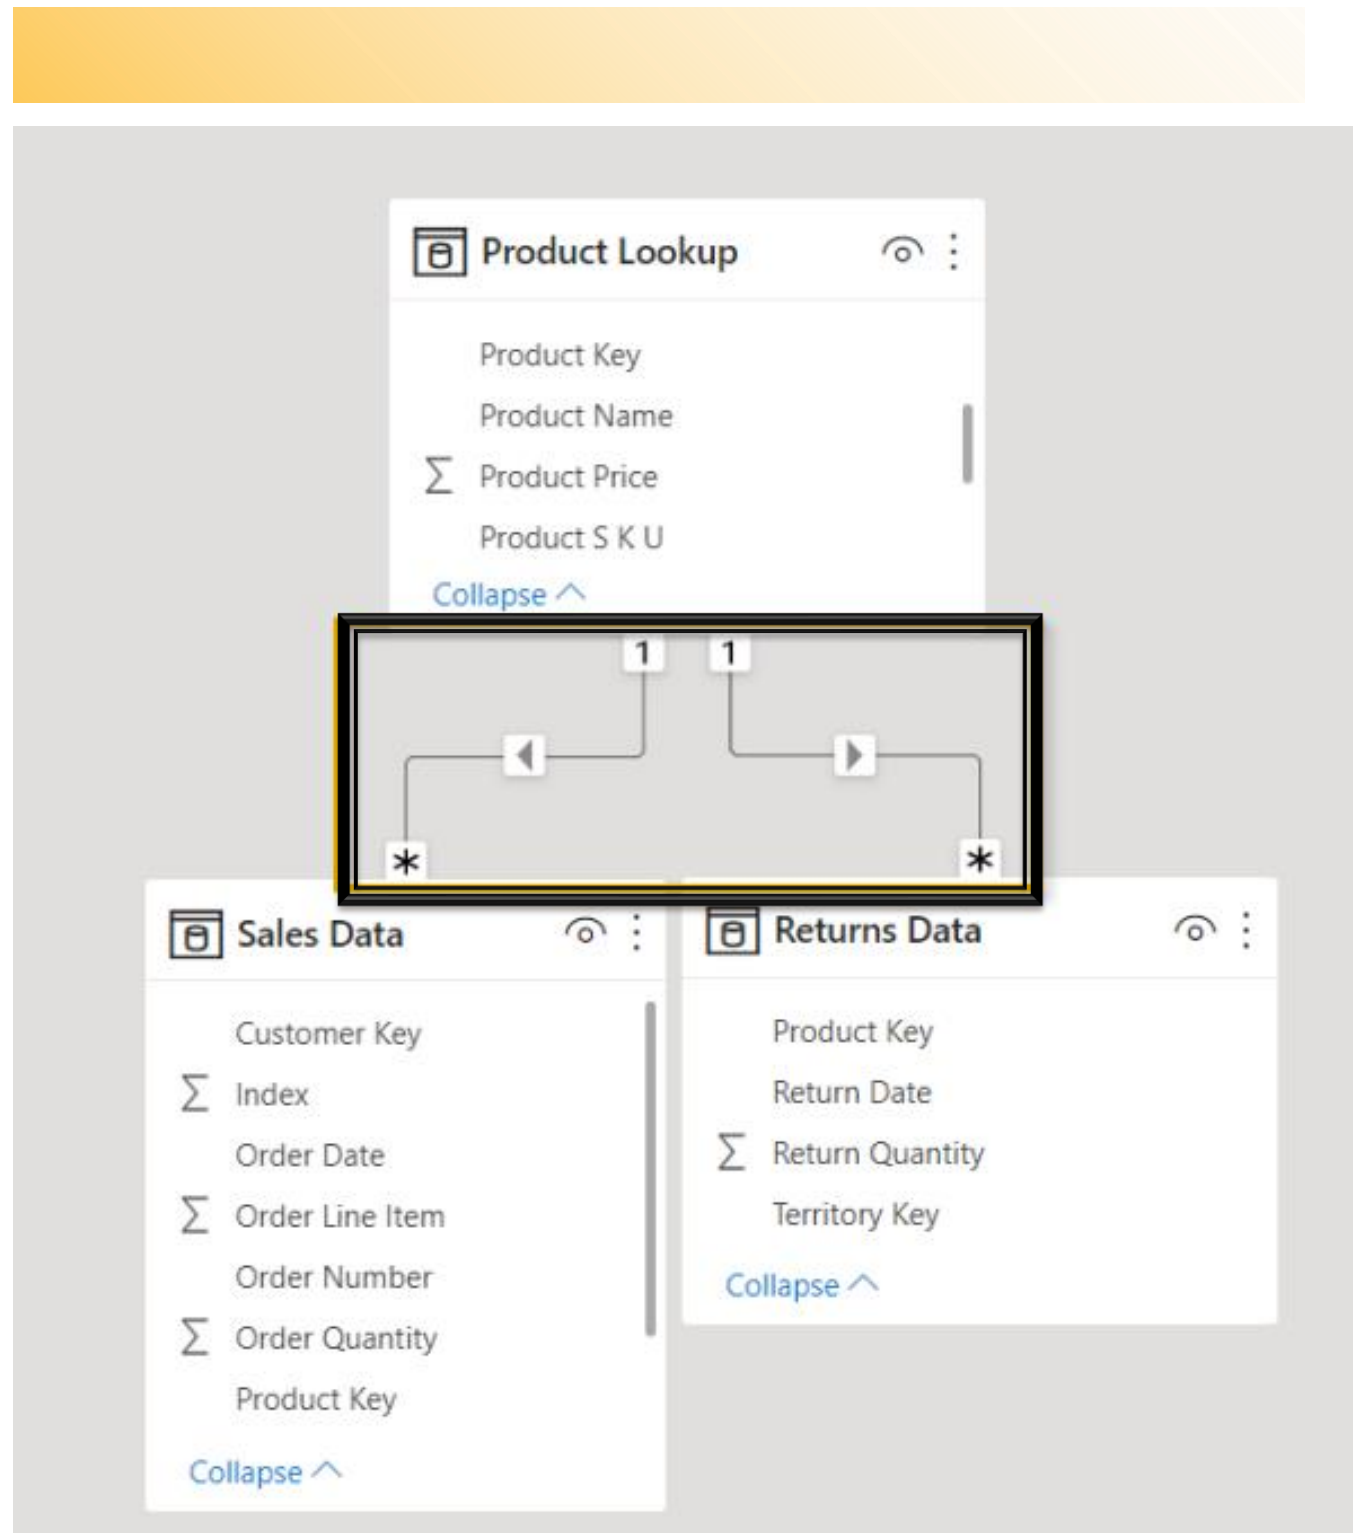 Product Lookup
Product Key
Product Name
Product Price
Product S K U
Collapse
1 1
* *
Sales Data
Customer Key
Index
Order Date
Order Line Item
Order Number
Order Quantity
Product Key
Collapse
Returns Data
Product Key
Return Date
Return Quantity
Territory Key
Collapse